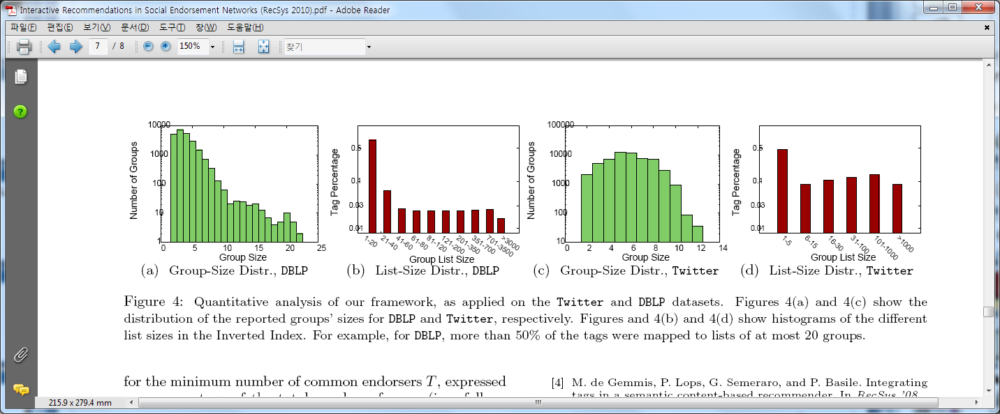 Interactive Recommendations in Social Endorsement Networks (RecSys 2010).pdf - Adobe Reader
파일(F) 편집(E) 보기(V) 문서(D) 도구(T) 창(W) 도움말(H)
7 / 8 150% 찾기
10000
1000
100
10
1
Number of Groups
0 5 10 15 20 25
Group Size
(a) Group-Size Distr., DBLP
0.5
0.1
0.03
0.01
Tag Percentage
1-20 21-40 41-60 61-80 81-120 121-200 201-350 351-700 701-3500 >3000
Group List Size
(b) List-Size Distr., DBLP
100000
10000
1000
100
10
Number of Groups
0 2 4 6 8 10 12 14
Group Size
(c) Group-Size Distr., Twitter
0.5
0.1
0.03
0.01
Tag Percentage
1-5 6-15 16-30 31-100 101-1000 >1000
Group List Size
(d) List-Size Distr., Twitter
Figure 4: Quantitative analysis of our framework, as applied on the Twitter and DBLP datasets. Figures 4(a) and 4(c) show the
distribution of the reported groups' sizes for DBLP and Twitter, respectively. Figures and 4(b) and 4(d) show histograms of the different
list sizes in the Inverted Index. For example, for DBLP, more than 50% of the tags were mapped to lists of at most 20 groups.
for the minimum number of common endorsers T, expressed
[4] M. de Gemmis, P. Lops, G. Semeraro, and P. Basile. Integrating
tags in a semantic content-based recommender. In RecSys '08
215.9 x 279.4 mm